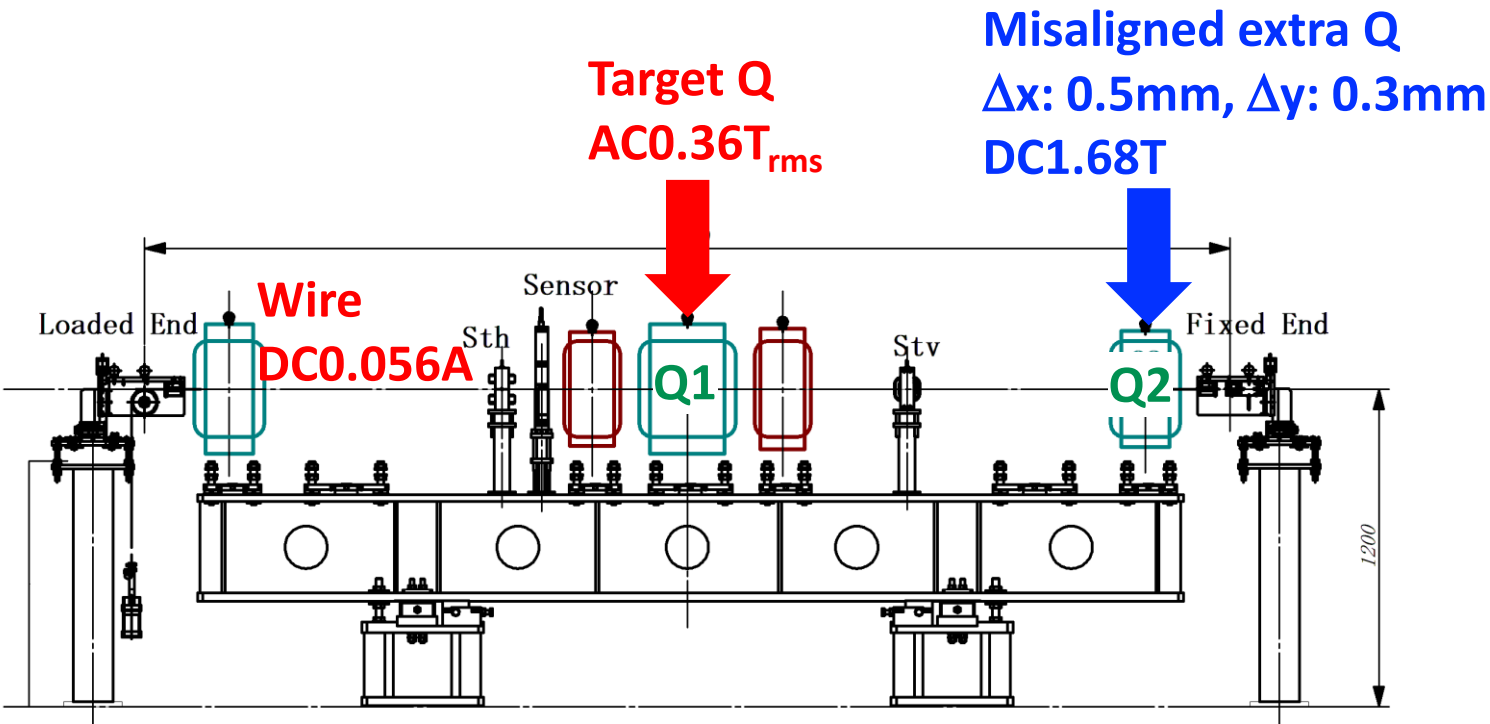 Misaligned extra Q
Δx: 0.5mm, Δy: 0.3mm
DC1.68T
Target Q
AC0.36Trms
Wire
DC0.056A
Loaded End
Sth
Sensor
Q1
Stv
Q2
Fixed End
1200